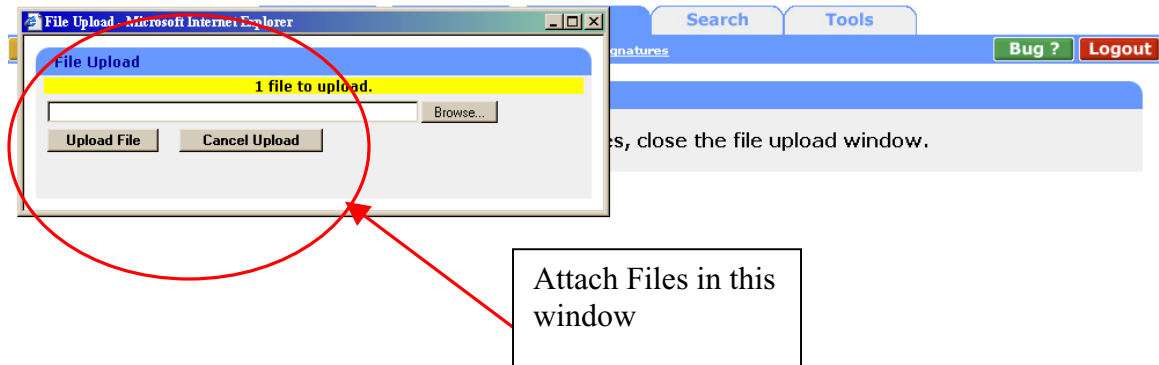 File Upload - Microsoft Internet Explorer
Search Tools
gnatures
Bug ? Logout
File Upload
1 file to upload.
Browse...
Upload File Cancel Upload
s, close the file upload window.
Attach Files in this
window